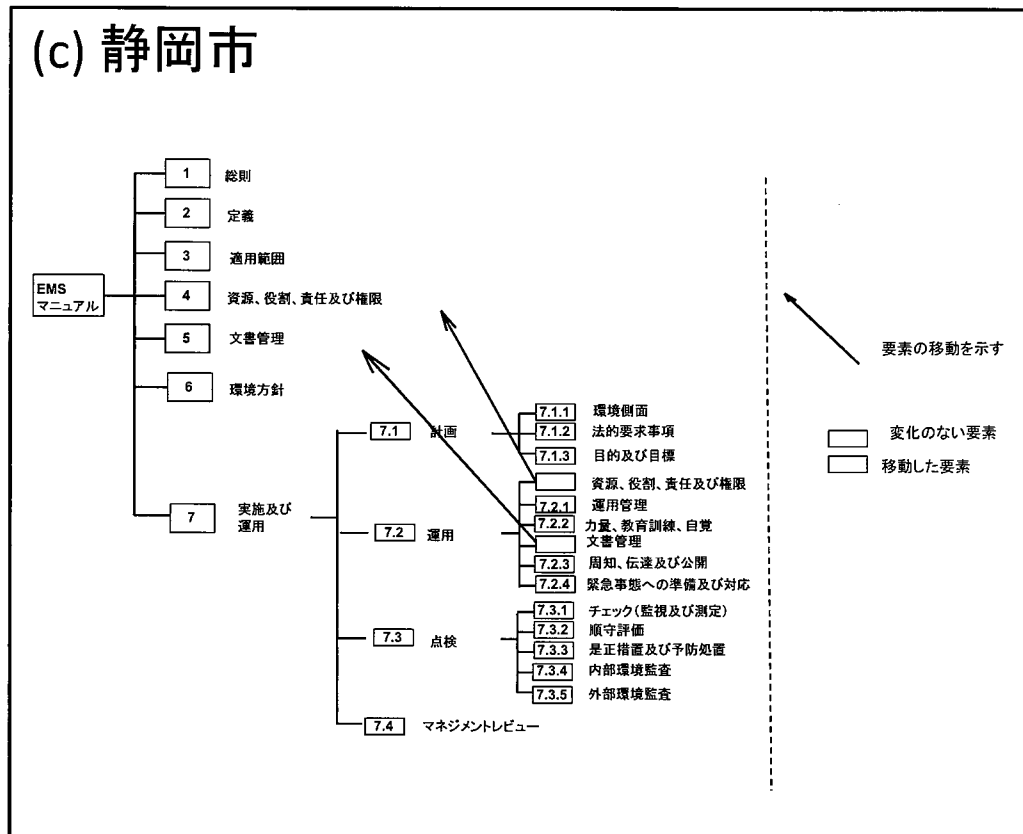 (c) 静岡市
1 総則
2 定義
3 適用範囲
EMS
マニュアル
4 資源、役割、責任及び権限
5 文書管理
6 環境方針
7 実施及び
運用
7.1 計画
7.1.1 環境側面
7.1.2 法的要求事項
7.1.3 目的及び目標
7.2 運用
資源、役割、責任及び権限
7.2.1 運用管理
7.2.2 力量、教育訓練、自覚
文書管理
7.2.3 周知、伝達及び公開
7.2.4 緊急事態への準備及び対応
7.3 点検
7.3.1 チェック(監視及び測定)
7.3.2 順守評価
7.3.3 是正措置及び予防処置
7.3.4 内部環境監査
7.3.5 外部環境監査
7.4 マネジメントレビュー
要素の移動を示す
変化のない要素
移動した要素